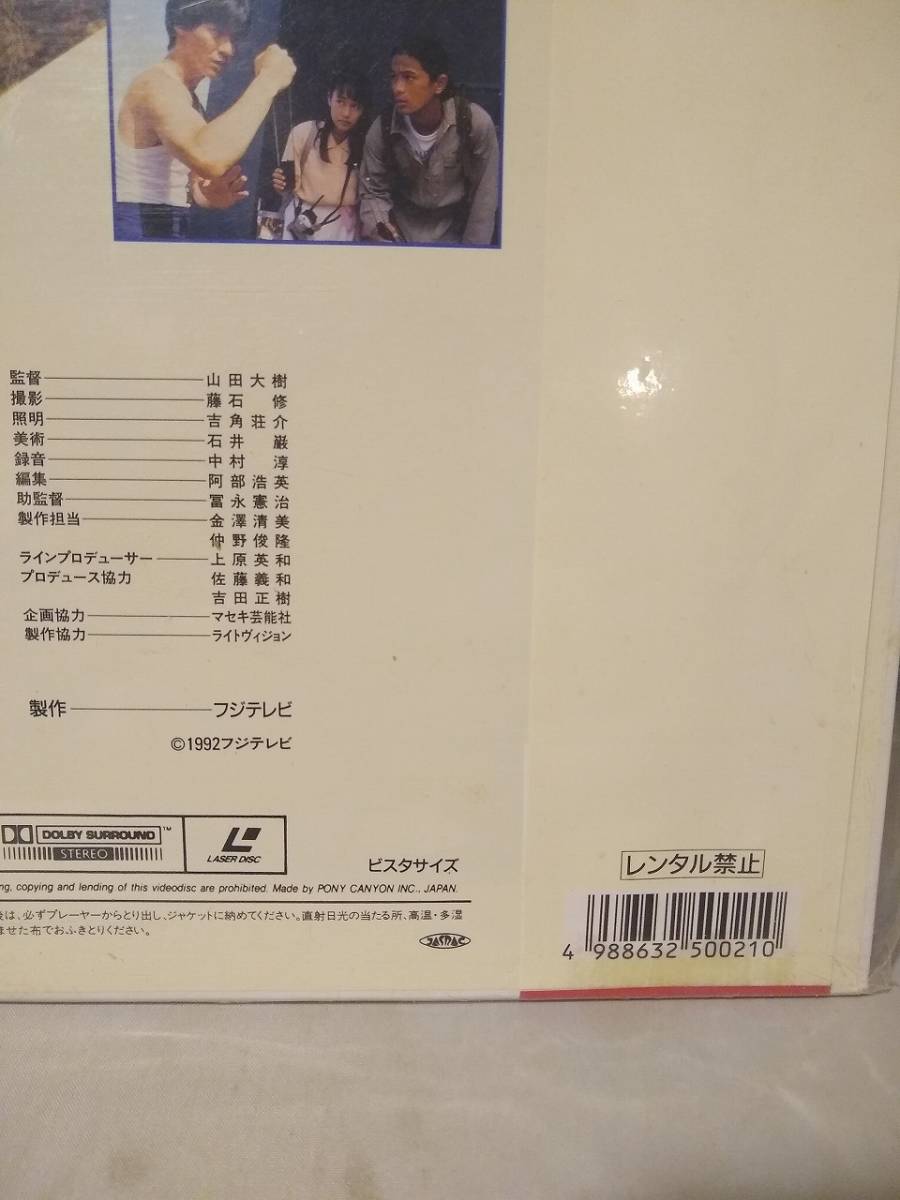 監督 山田大樹
撮影 藤石 修
照明 吉角荘介
美術 石井 巌
録音 中村 淳
編集 阿部浩英
助監督 冨永憲治
製作担当 金澤清美
仲野俊隆
ラインプロデューサー 上原英和
プロデュース協力 佐藤義和
吉田正樹
企画協力 マセキ芸能社
製作協力 ライトヴィジョン
製作 フジテレビ
©1992フジテレビ
DOLBY SURROUND™
STEREO
LASER DISC
ビスタサイズ
レンタル禁止
ng, copying and lending of this videodisc are prohibited. Made by PONY CANYON INC., JAPAN.
後は、必ずプレーヤーからとり出し、ジャケットに納めてください。直射日光の当たる所、高温・多湿
ませた布でおふきとりください。
JASRAC
4 988632 500210